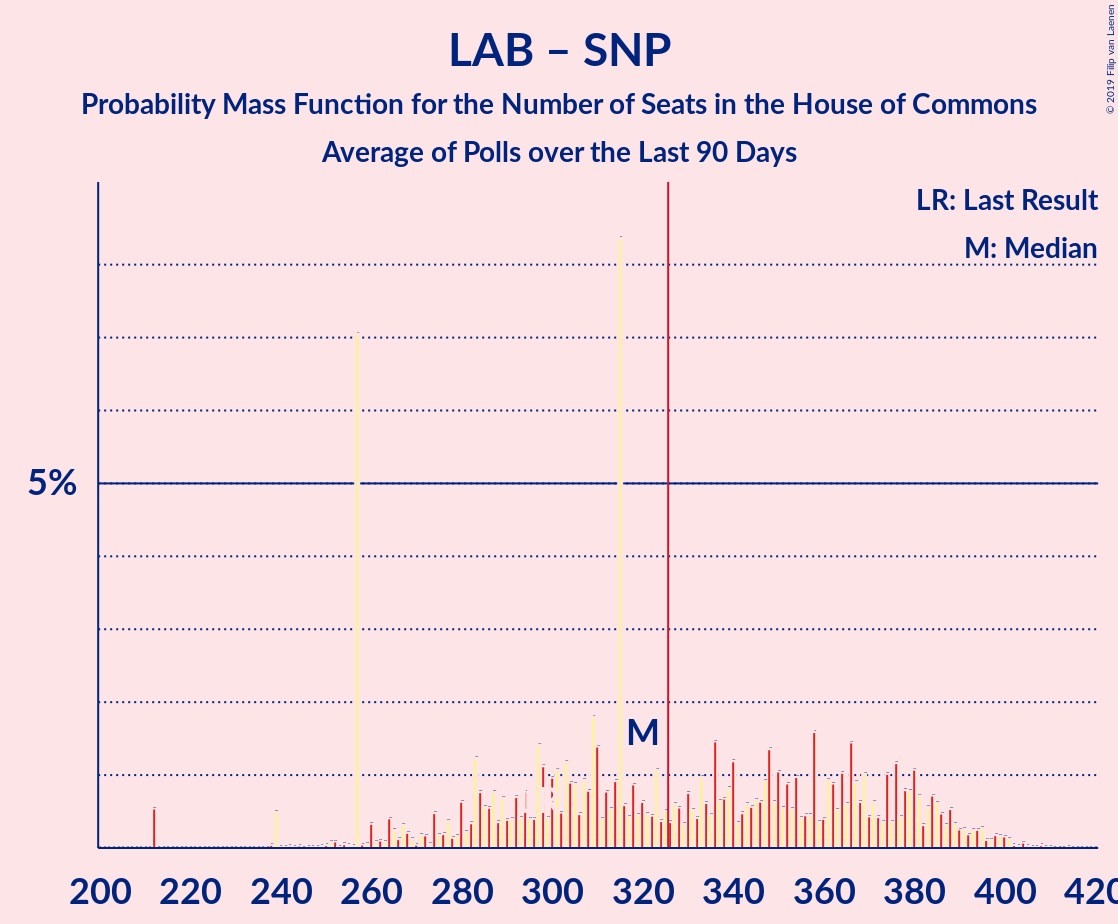 LAB – SNP
Probability Mass Function for the Number of Seats in the House of Commons
Average of Polls over the Last 90 Days
© 2019 Filip van Laenen
LR: Last Result
M: Median
5%
M
200 220 240 260 280 300 320 340 360 380 400 420